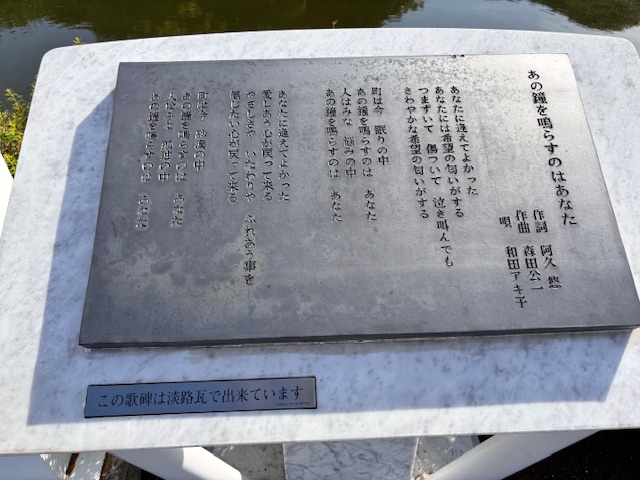 あの鐘を鳴らすのはあなた
作詞 阿久 悠
作曲 森田公一
唄 和田アキ子
あなたに逢えてよかった
あなたには希望の匂いがする
つまずいて 傷ついて 泣き叫んでも
さわやかな希望の匂いがする
町は今 眠りの中
あの鐘を鳴らすのは あなた
人はみな 悩みの中
あの鐘を鳴らすのは あなた
あなたに逢えてよかった
愛しあう心が戻って来る
やさしさや いたわりや ふれあう事を
信じたい心が戻って来る
町は今 砂漠の中
あの鐘を鳴らすのは あなた
人はみな 孤独の中
あの鐘を鳴らすのは あなた
この歌碑は淡路瓦で出来ています